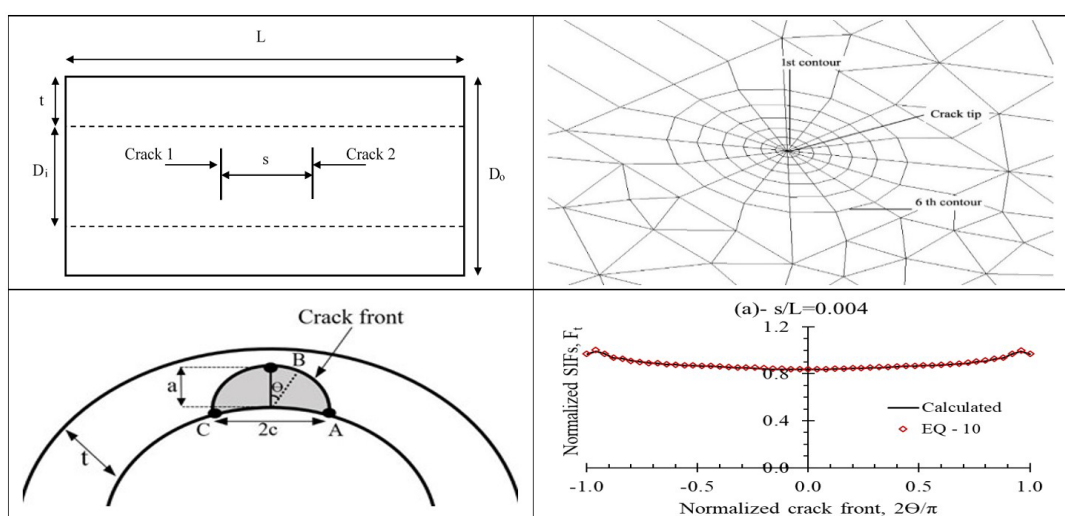 L
t
Dᵢ
Crack 1
s
Crack 2
Dₒ
1st contour
Crack tip
6 th contour
Crack front
B
a
Θ
C
2c
A
t
(a)- s/L=0.004
Normalized SIFs, Fₜ
1.2
0.8
0.4
0.0
Calculated
EQ - 10
-1.0 -0.5 0.0 0.5 1.0
Normalized crack front, 2Θ/π